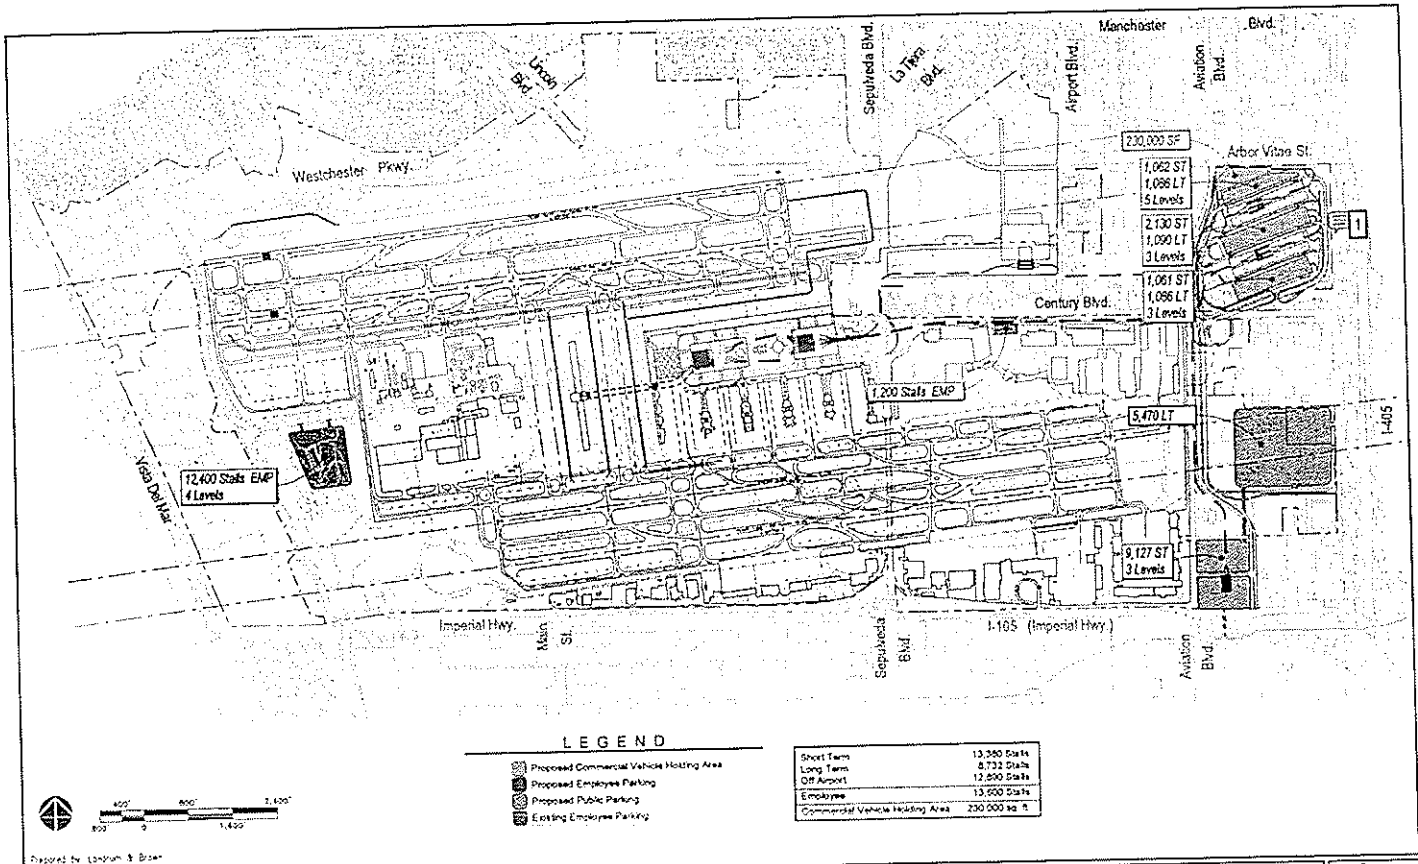 Manchester Blvd.
Sepulveda Blvd.
La Tijera
Blvd.
Airport Blvd.
Aviation
Blvd.
Lincoln
Blvd
Westchester Pkwy.
230,000 SF
Arbor Vitae St.
1,062 ST
1,086 LT
5 Levels
2,130 ST
1,090 LT
3 Levels
1
1,061 ST
1,056 LT
3 Levels
Century Blvd.
1,200 Stalls EMP
5,470 LT
I-405
12,400 Stalls EMP
4 Levels
Vista Del Mar
9,127 ST
3 Levels
Imperial Hwy.
Main
St.
Sepulveda
Blvd.
I-105 (Imperial Hwy.)
Aviation
Blvd.
LEGEND
Proposed Commercial Vehicle Holding Area
Proposed Employee Parking
Proposed Public Parking
Existing Employee Parking
Short Term 13,380 Stalls
Long Term 8,732 Stalls
Off Airport 12,890 Stalls
Employee 13,600 Stalls
Commercial Vehicle Holding Area 230,000 sq. ft.
Prepared by: Landrum & Brown